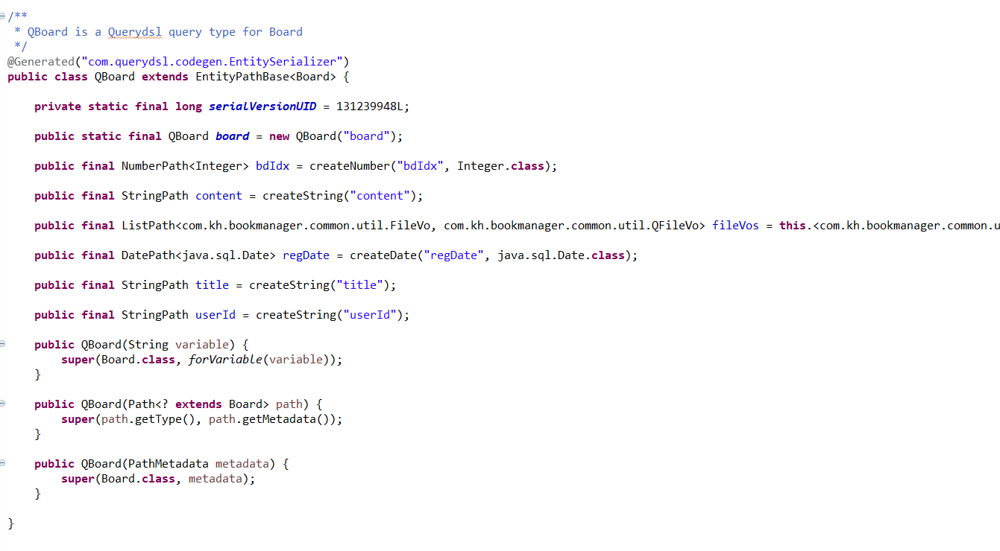 /**
 * QBoard is a Querydsl query type for Board
 */
@Generated("com.querydsl.codegen.EntitySerializer")
public class QBoard extends EntityPathBase<Board> {
    private static final long serialVersionUID = 131239948L;
    public static final QBoard board = new QBoard("board");
    public final NumberPath<Integer> bdIdx = createNumber("bdIdx", Integer.class);
    public final StringPath content = createString("content");
    public final ListPath<com.kh.bookmanager.common.util.FileVo, com.kh.bookmanager.common.util.QFileVo> fileVos = this.<com.kh.bookmanager.common.u
    public final DatePath<java.sql.Date> regDate = createDate("regDate", java.sql.Date.class);
    public final StringPath title = createString("title");
    public final StringPath userId = createString("userId");
    public QBoard(String variable) {
        super(Board.class, forVariable(variable));
    }
    public QBoard(Path<? extends Board> path) {
        super(path.getType(), path.getMetadata());
    }
    public QBoard(PathMetadata metadata) {
        super(Board.class, metadata);
    }
}